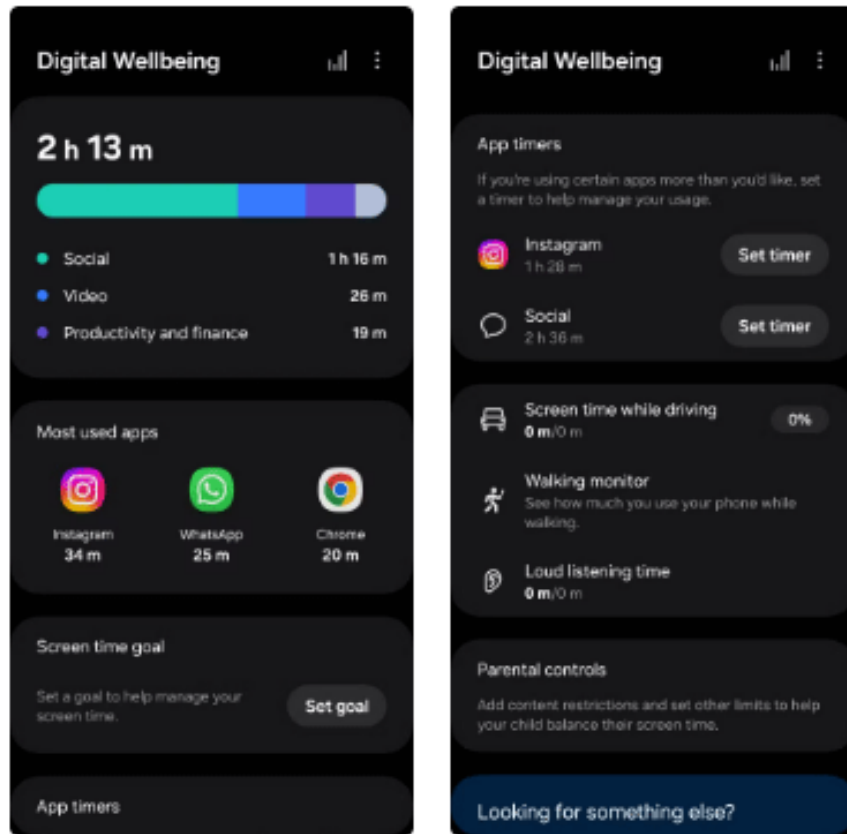 Digital Wellbeing
2 h 13 m
Social 1 h 16 m
Video 26 m
Productivity and finance 19 m
Most used apps
Instagram WhatsApp Chrome
34 m 25 m 20 m
Screen time goal
Set a goal to help manage your
screen time.
Set goal
App timers
Digital Wellbeing
App timers
If you're using certain apps more than you'd like, set
a timer to help manage your usage.
Instagram
1 h 28 m
Set timer
Social
2 h 36 m
Set timer
Screen time while driving
0 m/0 m
0%
Walking monitor
See how much you use your phone while
walking.
Loud listening time
0 m/0 m
Parental controls
Add content restrictions and set other limits to help
your child balance their screen time.
Looking for something else?